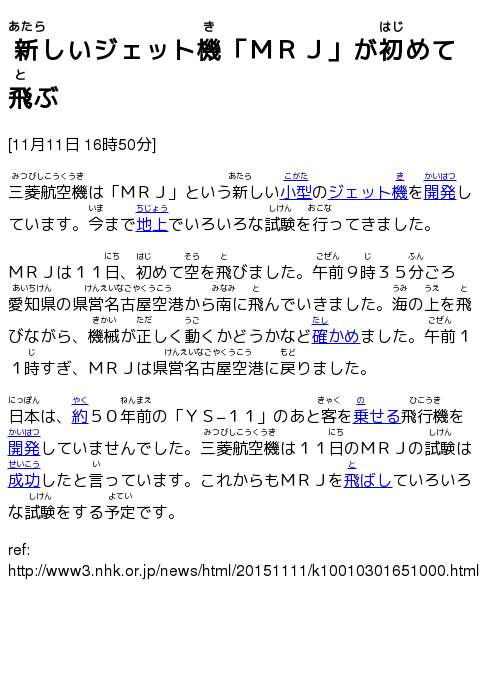 新しいジェット機「ＭＲＪ」が初めて
飛ぶ
[11月11日 16時50分]
三菱航空機は「ＭＲＪ」という新しい小型のジェット機を開発し
ています。今まで地上でいろいろな試験を行ってきました。
ＭＲＪは１１日、初めて空を飛びました。午前９時３５分ごろ
愛知県の県営名古屋空港から南に飛んでいきました。海の上を飛
びながら、機械が正しく動くかどうかなど確かめました。午前１
１時すぎ、ＭＲＪは県営名古屋空港に戻りました。
日本は、約５０年前の「ＹＳ−１１」のあと客を乗せる飛行機を
開発していませんでした。三菱航空機は１１日のＭＲＪの試験は
成功したと言っています。これからもＭＲＪを飛ばしていろいろ
な試験をする予定です。
ref:
http://www3.nhk.or.jp/news/html/20151111/k10010301651000.html